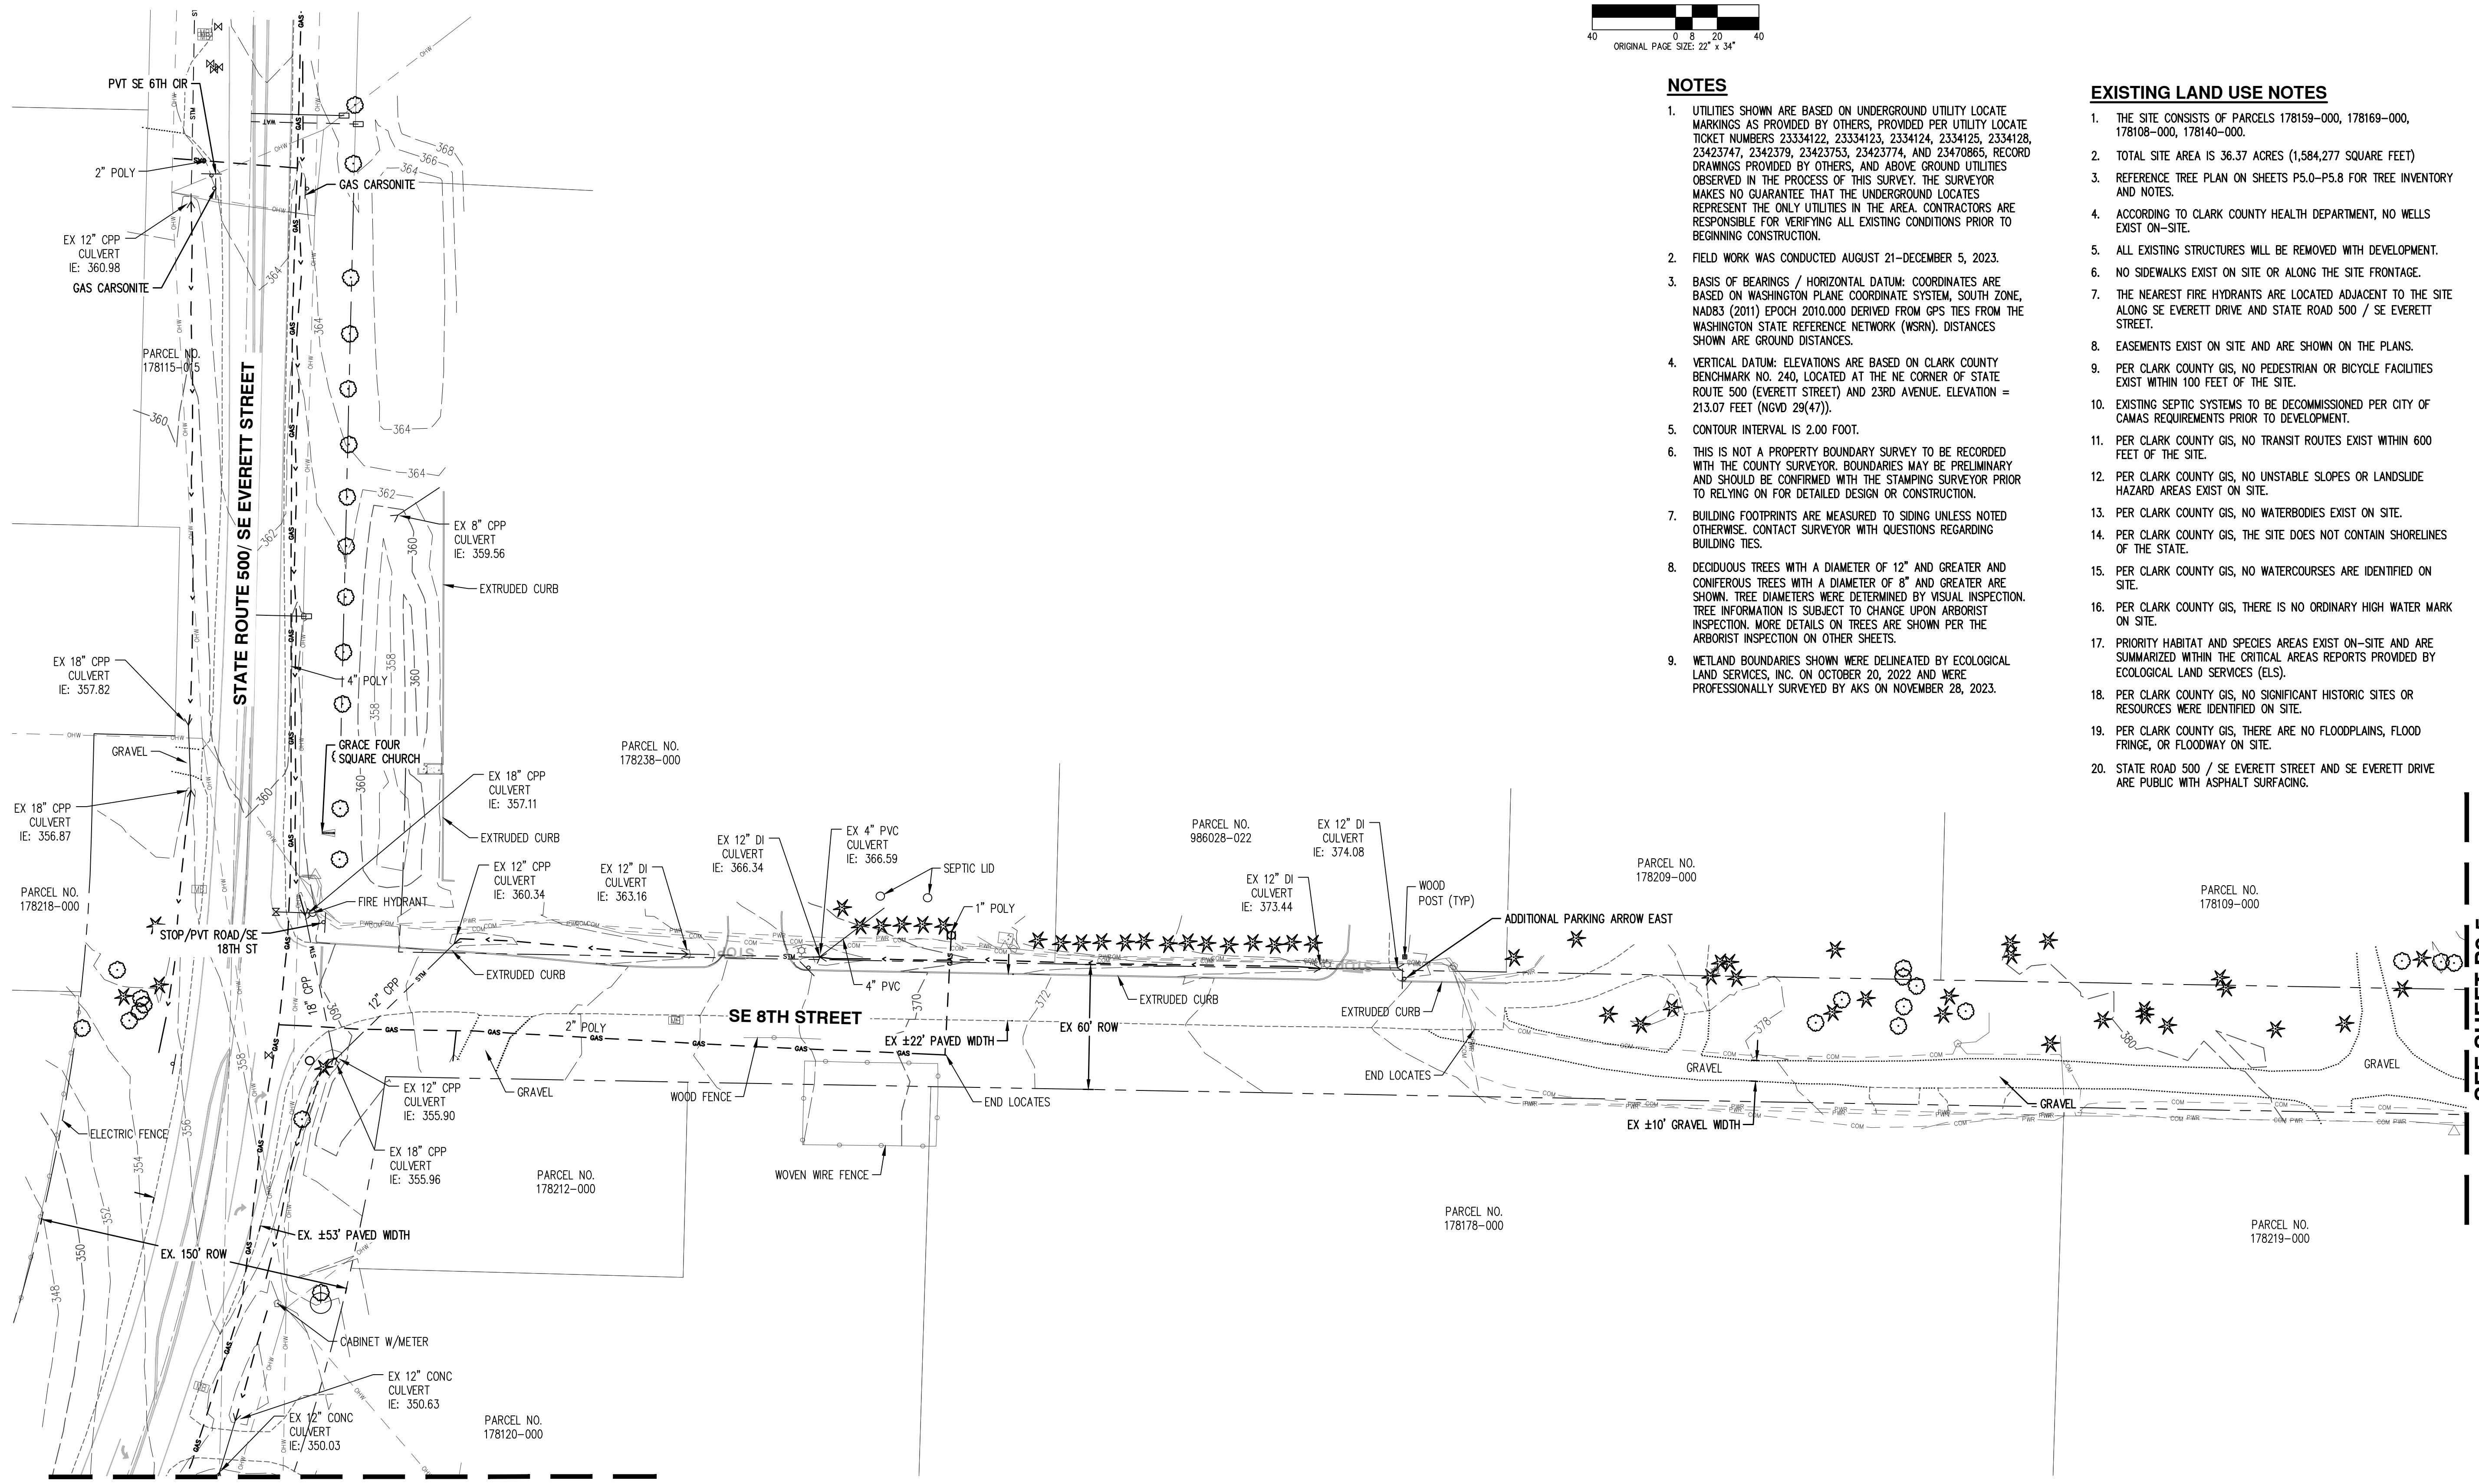 40 0 8 20 40
ORIGINAL PAGE SIZE: 22" x 34"
NOTES
1. UTILITIES SHOWN ARE BASED ON UNDERGROUND UTILITY LOCATE
MARKINGS AS PROVIDED BY OTHERS, PROVIDED PER UTILITY LOCATE
TICKET NUMBERS 23334122, 23334123, 2334124, 2334125, 2334128,
23423747, 2342379, 23423753, 23423774, AND 23470865, RECORD
DRAWINGS PROVIDED BY OTHERS, AND ABOVE GROUND UTILITIES
OBSERVED IN THE PROCESS OF THIS SURVEY. THE SURVEYOR
MAKES NO GUARANTEE THAT THE UNDERGROUND LOCATES
REPRESENT THE ONLY UTILITIES IN THE AREA. CONTRACTORS ARE
RESPONSIBLE FOR VERIFYING ALL EXISTING CONDITIONS PRIOR TO
BEGINNING CONSTRUCTION.
2. FIELD WORK WAS CONDUCTED AUGUST 21-DECEMBER 5, 2023.
3. BASIS OF BEARINGS / HORIZONTAL DATUM: COORDINATES ARE
BASED ON WASHINGTON PLANE COORDINATE SYSTEM, SOUTH ZONE,
NAD83 (2011) EPOCH 2010.000 DERIVED FROM GPS TIES FROM THE
WASHINGTON STATE REFERENCE NETWORK (WSRN). DISTANCES
SHOWN ARE GROUND DISTANCES.
4. VERTICAL DATUM: ELEVATIONS ARE BASED ON CLARK COUNTY
BENCHMARK NO. 240, LOCATED AT THE NE CORNER OF STATE
ROUTE 500 (EVERETT STREET) AND 23RD AVENUE. ELEVATION =
213.07 FEET (NGVD 29(47)).
5. CONTOUR INTERVAL IS 2.00 FOOT.
6. THIS IS NOT A PROPERTY BOUNDARY SURVEY TO BE RECORDED
WITH THE COUNTY SURVEYOR. BOUNDARIES MAY BE PRELIMINARY
AND SHOULD BE CONFIRMED WITH THE STAMPING SURVEYOR PRIOR
TO RELYING ON FOR DETAILED DESIGN OR CONSTRUCTION.
7. BUILDING FOOTPRINTS ARE MEASURED TO SIDING UNLESS NOTED
OTHERWISE. CONTACT SURVEYOR WITH QUESTIONS REGARDING
BUILDING TIES.
8. DECIDUOUS TREES WITH A DIAMETER OF 12" AND GREATER AND
CONIFEROUS TREES WITH A DIAMETER OF 8" AND GREATER ARE
SHOWN. TREE DIAMETERS WERE DETERMINED BY VISUAL INSPECTION.
TREE INFORMATION IS SUBJECT TO CHANGE UPON ARBORIST
INSPECTION. MORE DETAILS ON TREES ARE SHOWN PER THE
ARBORIST INSPECTION ON OTHER SHEETS.
9. WETLAND BOUNDARIES SHOWN WERE DELINEATED BY ECOLOGICAL
LAND SERVICES, INC. ON OCTOBER 20, 2022 AND WERE
PROFESSIONALLY SURVEYED BY AKS ON NOVEMBER 28, 2023.
EXISTING LAND USE NOTES
1. THE SITE CONSISTS OF PARCELS 178159-000, 178169-000,
178108-000, 178140-000.
2. TOTAL SITE AREA IS 36.37 ACRES (1,584,277 SQUARE FEET)
3. REFERENCE TREE PLAN ON SHEETS P5.0-P5.8 FOR TREE INVENTORY
AND NOTES.
4. ACCORDING TO CLARK COUNTY HEALTH DEPARTMENT, NO WELLS
EXIST ON-SITE.
5. ALL EXISTING STRUCTURES WILL BE REMOVED WITH DEVELOPMENT.
6. NO SIDEWALKS EXIST ON SITE OR ALONG THE SITE FRONTAGE.
7. THE NEAREST FIRE HYDRANTS ARE LOCATED ADJACENT TO THE SITE
ALONG SE EVERETT DRIVE AND STATE ROAD 500 / SE EVERETT
STREET.
8. EASEMENTS EXIST ON SITE AND ARE SHOWN ON THE PLANS.
9. PER CLARK COUNTY GIS, NO PEDESTRIAN OR BICYCLE FACILITIES
EXIST WITHIN 100 FEET OF THE SITE.
10. EXISTING SEPTIC SYSTEMS TO BE DECOMMISSIONED PER CITY OF
CAMAS REQUIREMENTS PRIOR TO DEVELOPMENT.
11. PER CLARK COUNTY GIS, NO TRANSIT ROUTES EXIST WITHIN 600
FEET OF THE SITE.
12. PER CLARK COUNTY GIS, NO UNSTABLE SLOPES OR LANDSLIDE
HAZARD AREAS EXIST ON SITE.
13. PER CLARK COUNTY GIS, NO WATERBODIES EXIST ON SITE.
14. PER CLARK COUNTY GIS, THE SITE DOES NOT CONTAIN SHORELINES
OF THE STATE.
15. PER CLARK COUNTY GIS, NO WATERCOURSES ARE IDENTIFIED ON
SITE.
16. PER CLARK COUNTY GIS, THERE IS NO ORDINARY HIGH WATER MARK
ON SITE.
17. PRIORITY HABITAT AND SPECIES AREAS EXIST ON-SITE AND ARE
SUMMARIZED WITHIN THE CRITICAL AREAS REPORTS PROVIDED BY
ECOLOGICAL LAND SERVICES (ELS).
18. PER CLARK COUNTY GIS, NO SIGNIFICANT HISTORIC SITES OR
RESOURCES WERE IDENTIFIED ON SITE.
19. PER CLARK COUNTY GIS, THERE ARE NO FLOODPLAINS, FLOOD
FRINGE, OR FLOODWAY ON SITE.
20. STATE ROAD 500 / SE EVERETT STREET AND SE EVERETT DRIVE
ARE PUBLIC WITH ASPHALT SURFACING.
PVT SE 6TH CIR
2" POLY
GAS CARSONITE
EX 12" CPP
CULVERT
IE: 360.98
GAS CARSONITE
368
366
364
364
364
PARCEL NO.
178115-015
360
STATE ROUTE 500/ SE EVERETT STREET
364
364
362
362
EX 8" CPP
CULVERT
IE: 359.56
360
EXTRUDED CURB
EX 18" CPP
CULVERT
IE: 357.82
4" POLY
358
358
360
GRAVEL
GRACE FOUR
SQUARE CHURCH
360
360
PARCEL NO.
178238-000
EX 18" CPP
CULVERT
IE: 357.11
EX 18" CPP
CULVERT
IE: 356.87
EXTRUDED CURB
PARCEL NO.
178218-000
FIRE HYDRANT
STOP/PVT ROAD/SE
18TH ST
EX 12" CPP
CULVERT
IE: 360.34
EX 12" DI
CULVERT
IE: 363.16
EX 12" DI
CULVERT
IE: 366.34
EX 4" PVC
CULVERT
IE: 366.59
SEPTIC LID
1" POLY
PARCEL NO.
986028-022
EX 12" DI
CULVERT
IE: 374.08
EX 12" DI
CULVERT
IE: 373.44
WOOD
POST (TYP)
ADDITIONAL PARKING ARROW EAST
PARCEL NO.
178209-000
PARCEL NO.
178109-000
EXTRUDED CURB
4" PVC
EXTRUDED CURB
EXTRUDED CURB
18" CPP
12" CPP
360
370
372
378
380
2" POLY
SE 8TH STREET
EX ±22' PAVED WIDTH
EX 60' ROW
END LOCATES
GRAVEL
GRAVEL
GRAVEL
GRAVEL
EX ±10' GRAVEL WIDTH
WOOD FENCE
END LOCATES
WOVEN WIRE FENCE
EX 12" CPP
CULVERT
IE: 355.90
EX 18" CPP
CULVERT
IE: 355.96
ELECTRIC FENCE
358
356
354
352
350
348
PARCEL NO.
178212-000
PARCEL NO.
178178-000
PARCEL NO.
178219-000
EX. ±53' PAVED WIDTH
EX. 150' ROW
CABINET W/METER
EX 12" CONC
CULVERT
IE: 350.63
EX 12" CONC
CULVERT
IE: 350.03
PARCEL NO.
178120-000